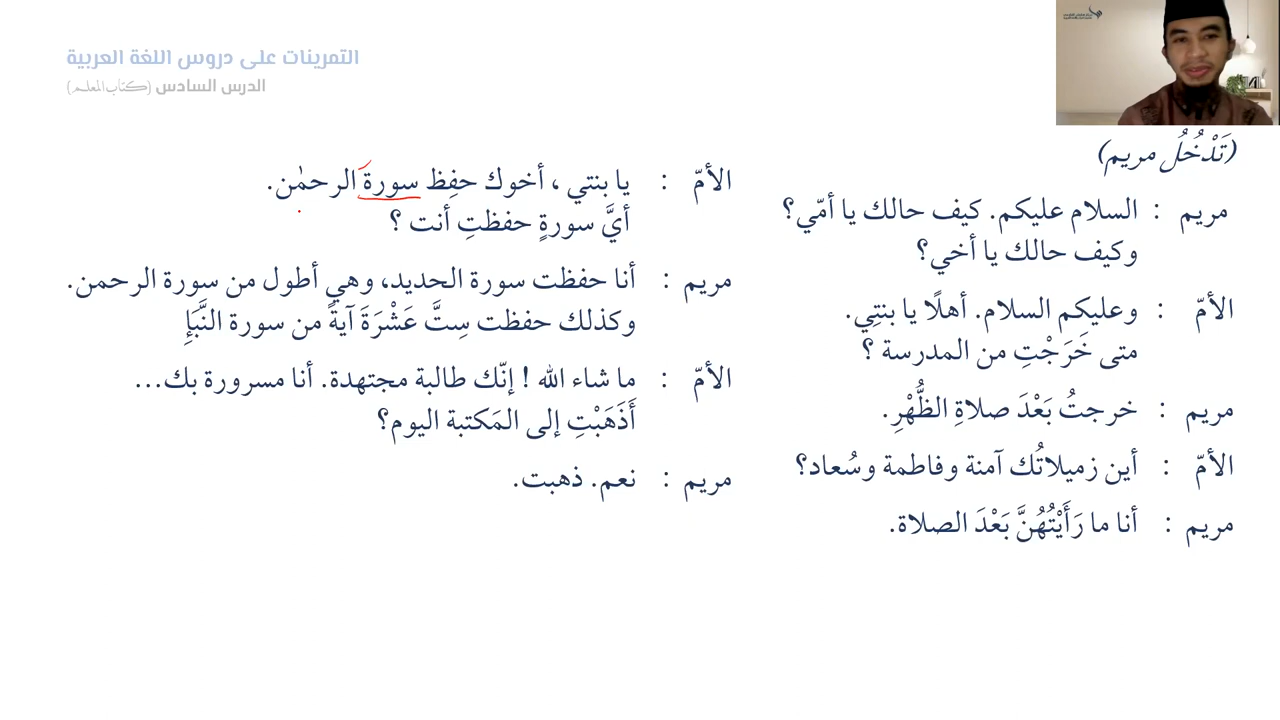 التمرينات على دروس اللغة العربية
الدرس السادس (كتاب المعلم)
(تَدْخُلُ مريم)
مريم : السلام عليكم. كيف حالك يا أمّي؟
وكيف حالك يا أخي؟
الأمّ : وعليكم السلام. أهلًا يا بنتِي.
متى خَرَجْتِ من المدرسة ؟
مريم : خرجتُ بَعْدَ صلاةِ الظُّهْرِ.
الأمّ : أين زميلاتُك آمنة وفاطمة وسُعاد؟
مريم : أنا ما رَأَيْتُهُنَّ بَعْدَ الصلاة.
الأمّ : يا بنتي ، أخوك حفِظ سورةَ الرحمٰن.
أيَّ سورةٍ حفظتِ أنت ؟
مريم : أنا حفظت سورة الحديد، وهي أطول من سورة الرحمن.
وكذلك حفظت سِتَّ عَشْرَةَ آيةً من سورة النَّبَإِ
الأمّ : ما شاء الله ! إنّك طالبة مجتهدة. أنا مسرورة بك...
أَذَهَبْتِ إلى المَكتبة اليوم؟
مريم : نعم. ذهبت.